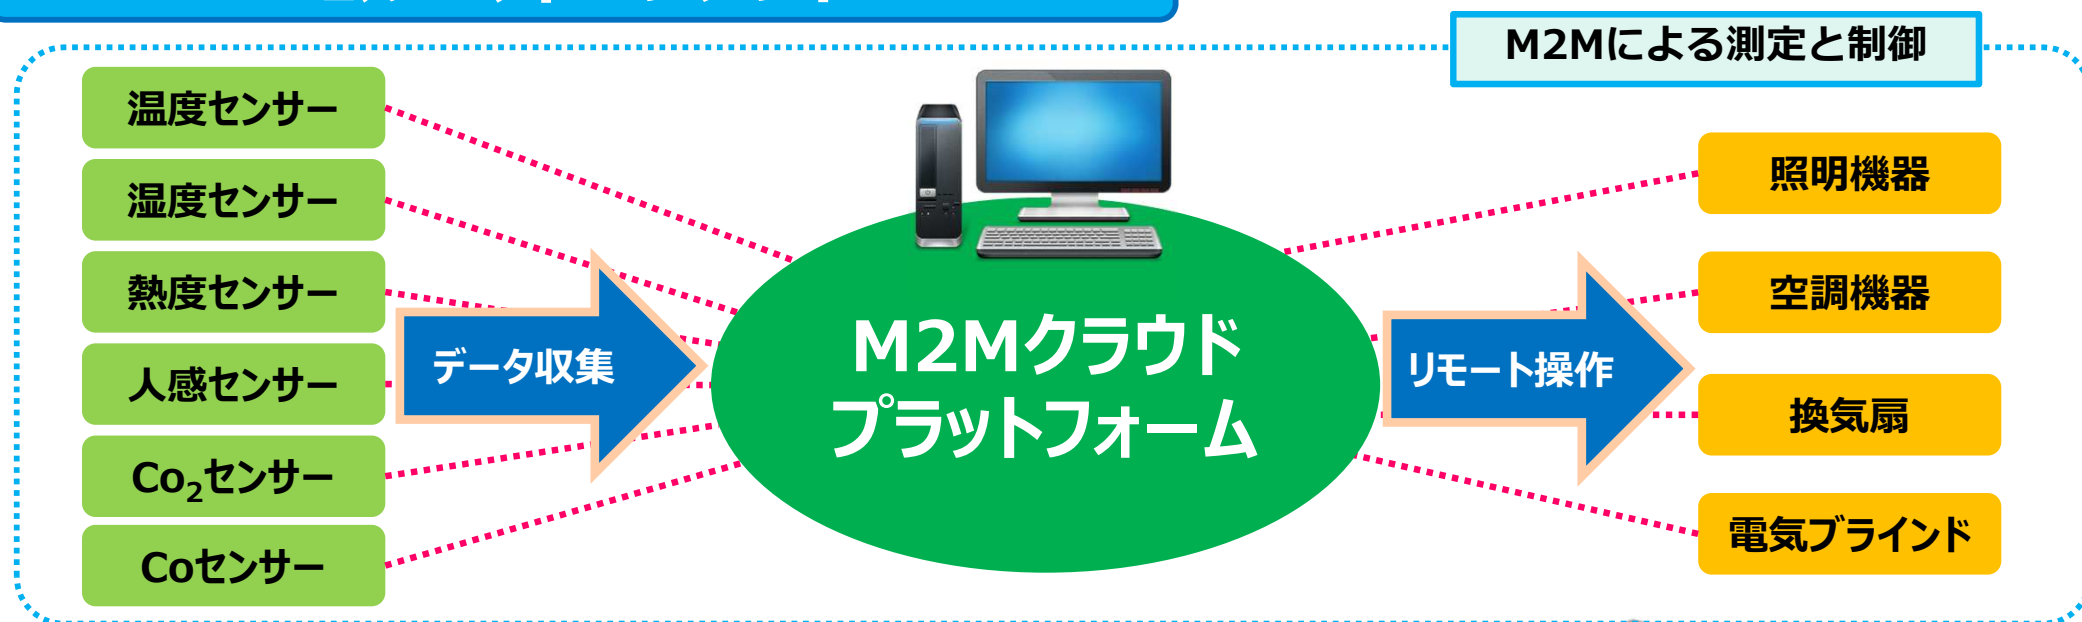 M2Mによる測定と制御
温度センサー
湿度センサー
熱度センサー
人感センサー
Co₂センサー
Coセンサー
データ収集
M2Mクラウド
プラットフォーム
リモート操作
照明機器
空調機器
換気扇
電気ブラインド